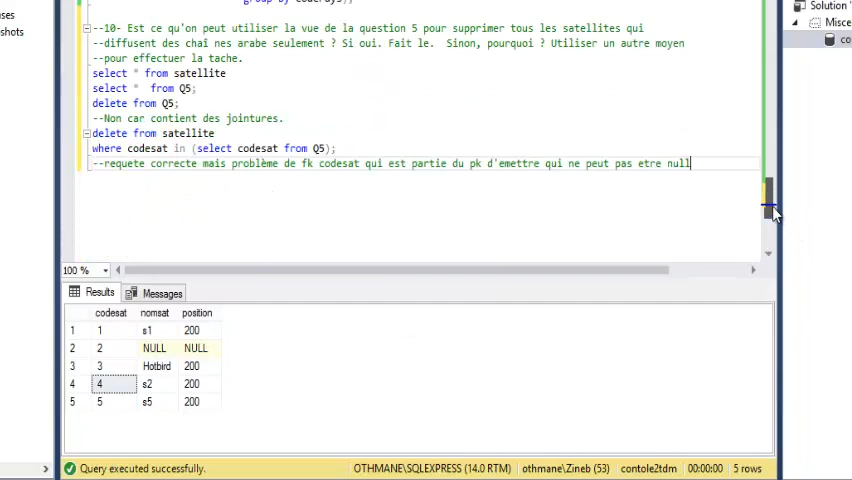 group by codePays);
--10- Est ce qu'on peut utiliser la vue de la question 5 pour supprimer tous les satellites qui
--diffusent des chaî nes arabe seulement ? Si oui. Fait le.  Sinon, pourquoi ? Utiliser un autre moyen
--pour effectuer la tache.
select * from satellite
select *  from Q5;
delete from Q5;
--Non car contient des jointures.
delete from satellite
where codesat in (select codesat from Q5);
--requete correcte mais problème de fk codesat qui est partie du pk d'emettre qui ne peut pas etre null
100 %
Results Messages
codesat nomsat position
1 1 s1 200
2 2 NULL NULL
3 3 Hotbird 200
4 4 s2 200
5 5 s5 200
Query executed successfully. OTHMANE\SQLEXPRESS (14.0 RTM) othmane\Zineb (53) contole2tdm 00:00:00 5 rows
Solution
Misce
co